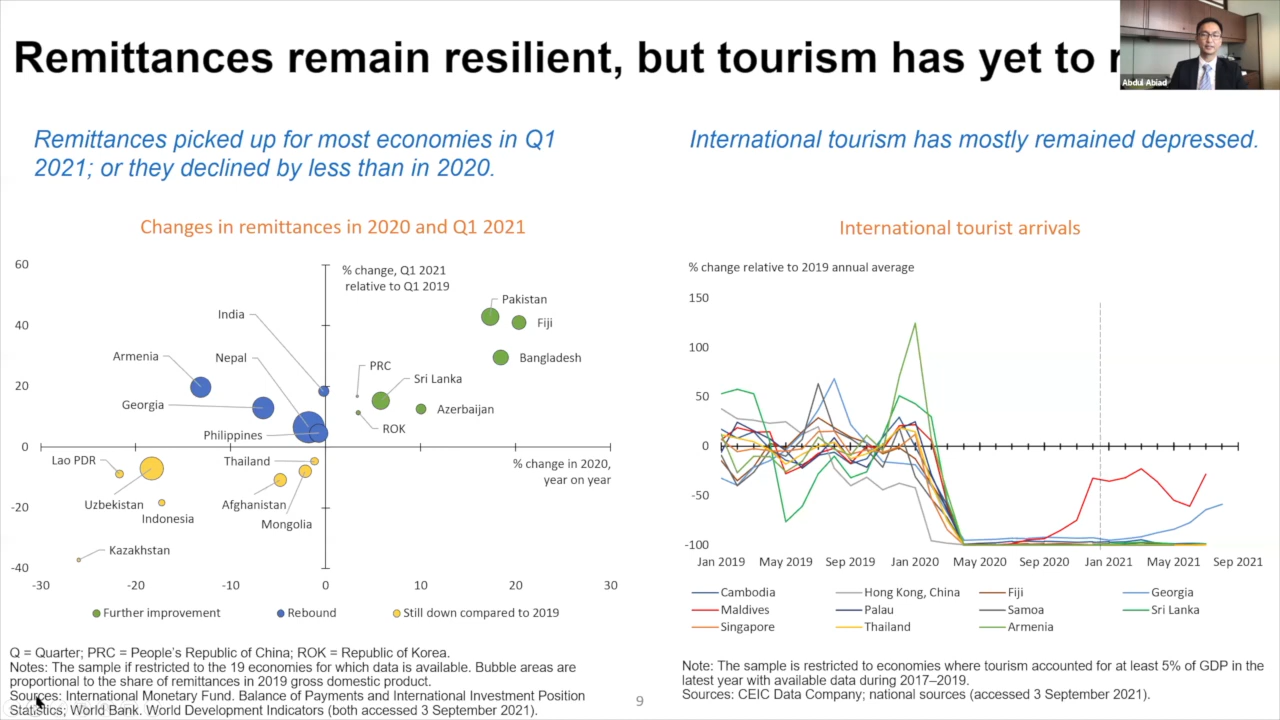 Remittances remain resilient, but tourism has yet to
Abdul Abiad
Remittances picked up for most economies in Q1
2021; or they declined by less than in 2020.
Changes in remittances in 2020 and Q1 2021
% change, Q1 2021
relative to Q1 2019
60
40
20
0
-20
-40
-30
-20
-10
0
10
20
30
% change in 2020,
year on year
India
Pakistan
Fiji
Armenia
Nepal
Bangladesh
PRC
Sri Lanka
Georgia
Azerbaijan
ROK
Philippines
Lao PDR
Thailand
Uzbekistan
Afghanistan
Indonesia
Mongolia
Kazakhstan
Further improvement
Rebound
Still down compared to 2019
Q = Quarter; PRC = People's Republic of China; ROK = Republic of Korea.
Notes: The sample if restricted to the 19 economies for which data is available. Bubble areas are
proportional to the share of remittances in 2019 gross domestic product.
Sources: International Monetary Fund. Balance of Payments and International Investment Position
Statistics; World Bank. World Development Indicators (both accessed 3 September 2021).
9
International tourism has mostly remained depressed.
International tourist arrivals
% change relative to 2019 annual average
150
100
50
0
-50
-100
Jan 2019
May 2019
Sep 2019
Jan 2020
May 2020
Sep 2020
Jan 2021
May 2021
Sep 2021
Cambodia
Hong Kong, China
Fiji
Georgia
Maldives
Palau
Samoa
Sri Lanka
Singapore
Thailand
Armenia
Note: The sample is restricted to economies where tourism accounted for at least 5% of GDP in the
latest year with available data during 2017–2019.
Sources: CEIC Data Company; national sources (accessed 3 September 2021).